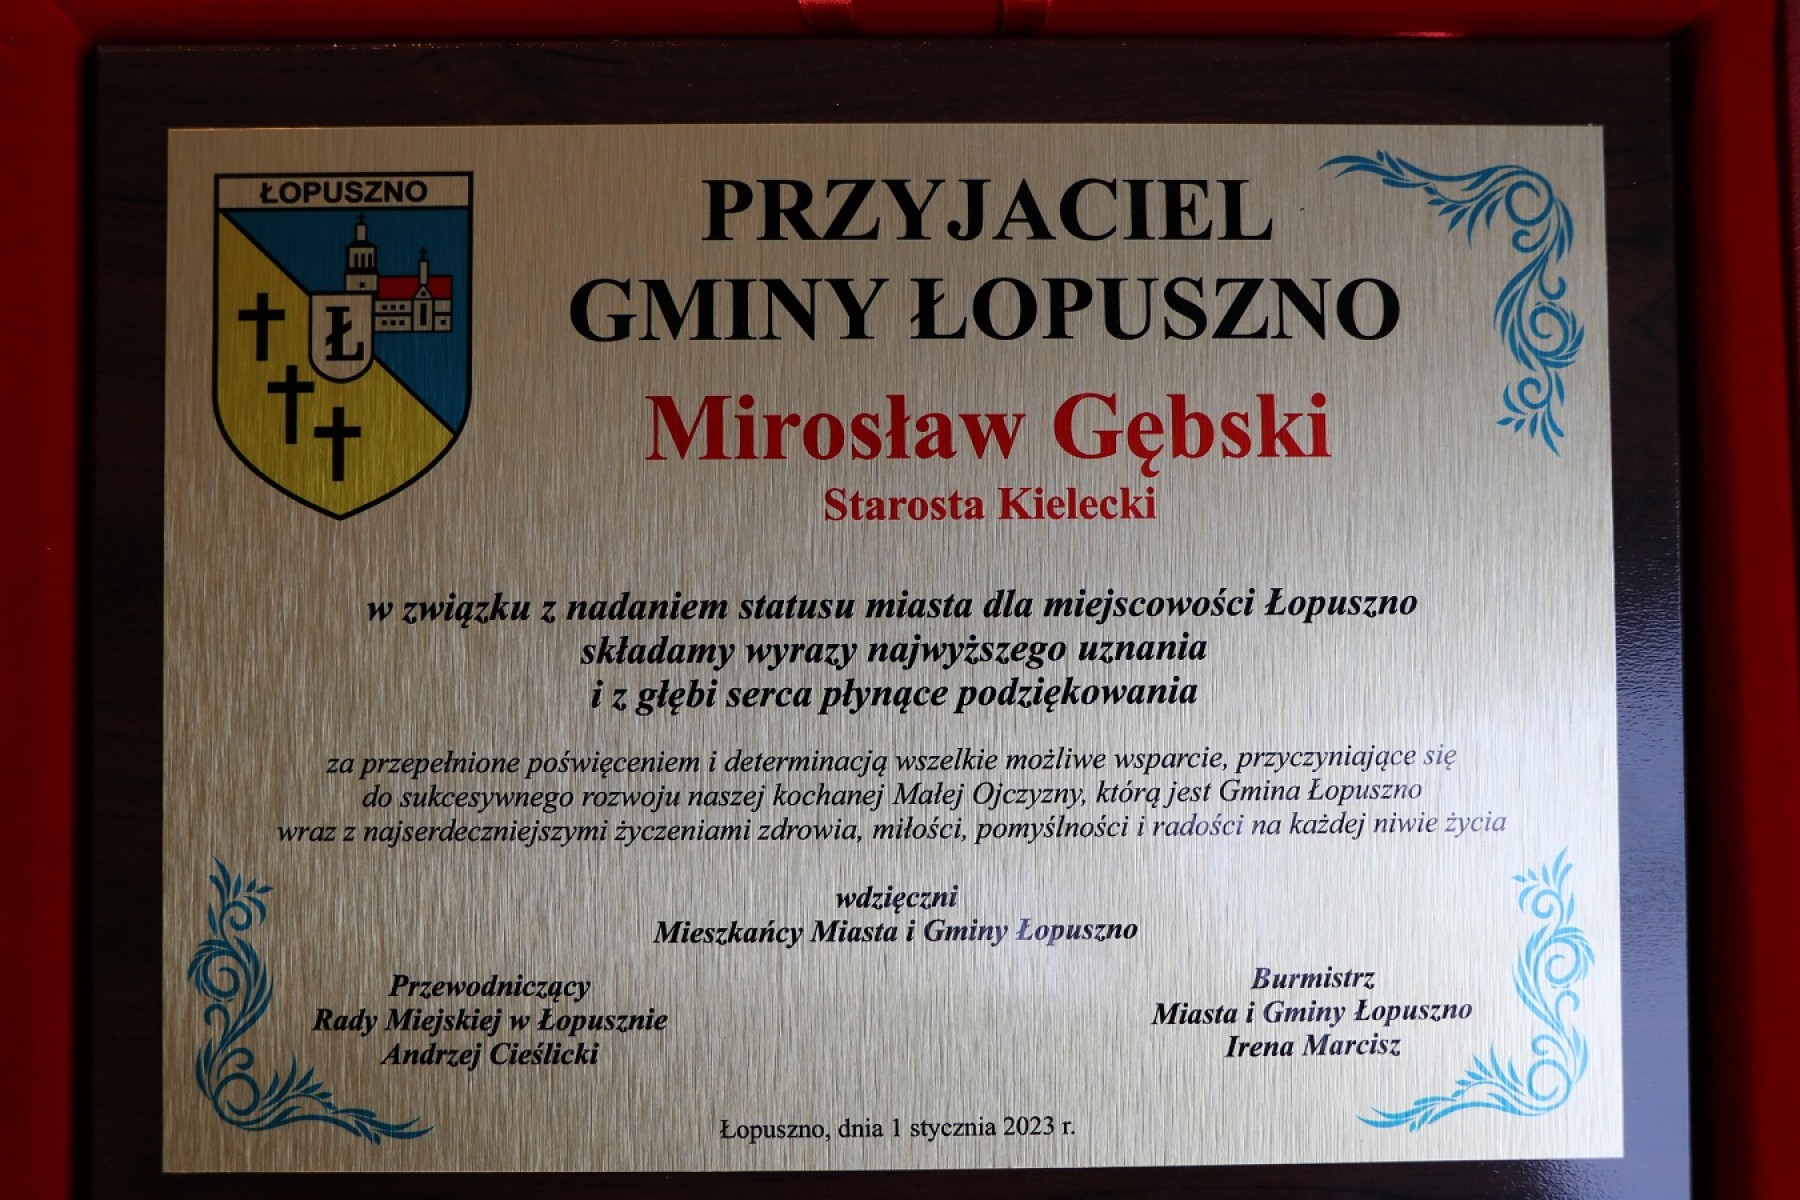 ŁOPUSZNO
Ł
PRZYJACIEL
GMINY ŁOPUSZNO
Mirosław Gębski
Starosta Kielecki
w związku z nadaniem statusu miasta dla miejscowości Łopuszno
składamy wyrazy najwyższego uznania
i z głębi serca płynące podziękowania
za przepełnione poświęceniem i determinacją wszelkie możliwe wsparcie, przyczyniające się
do sukcesywnego rozwoju naszej kochanej Małej Ojczyzny, którą jest Gmina Łopuszno
wraz z najserdeczniejszymi życzeniami zdrowia, miłości, pomyślności i radości na każdej niwie życia
wdzięczni
Mieszkańcy Miasta i Gminy Łopuszno
Przewodniczący
Rady Miejskiej w Łopusznie
Andrzej Cieślicki
Burmistrz
Miasta i Gminy Łopuszno
Irena Marcisz
Łopuszno, dnia 1 stycznia 2023 r.